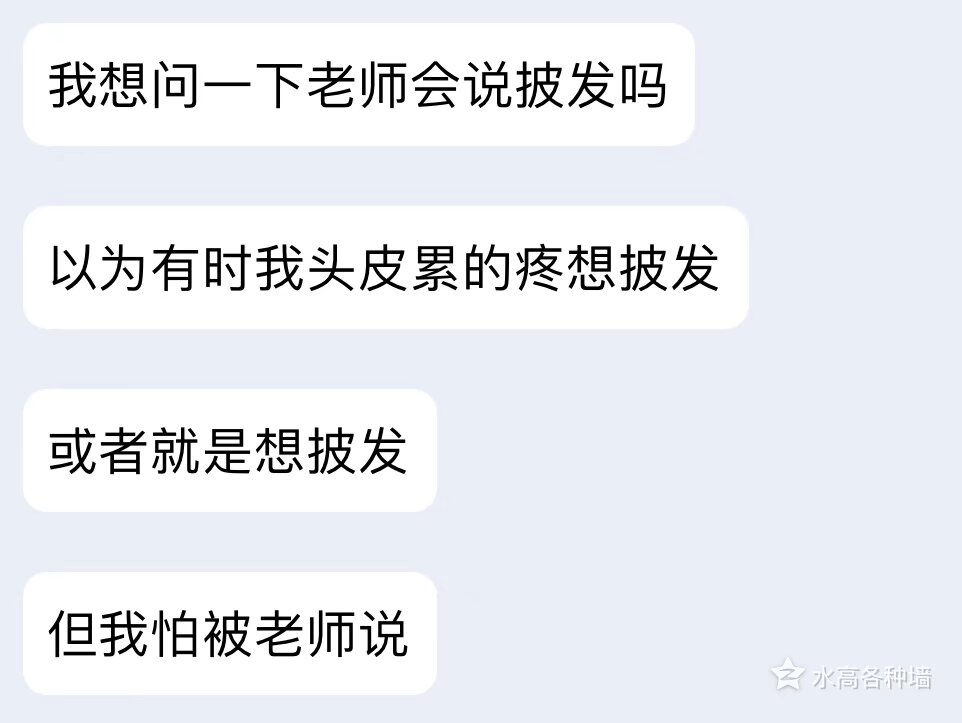 我想问一下老师会说披发吗
以为有时我头皮累的疼想披发
或者就是想披发
但我怕被老师说
水高各种墙